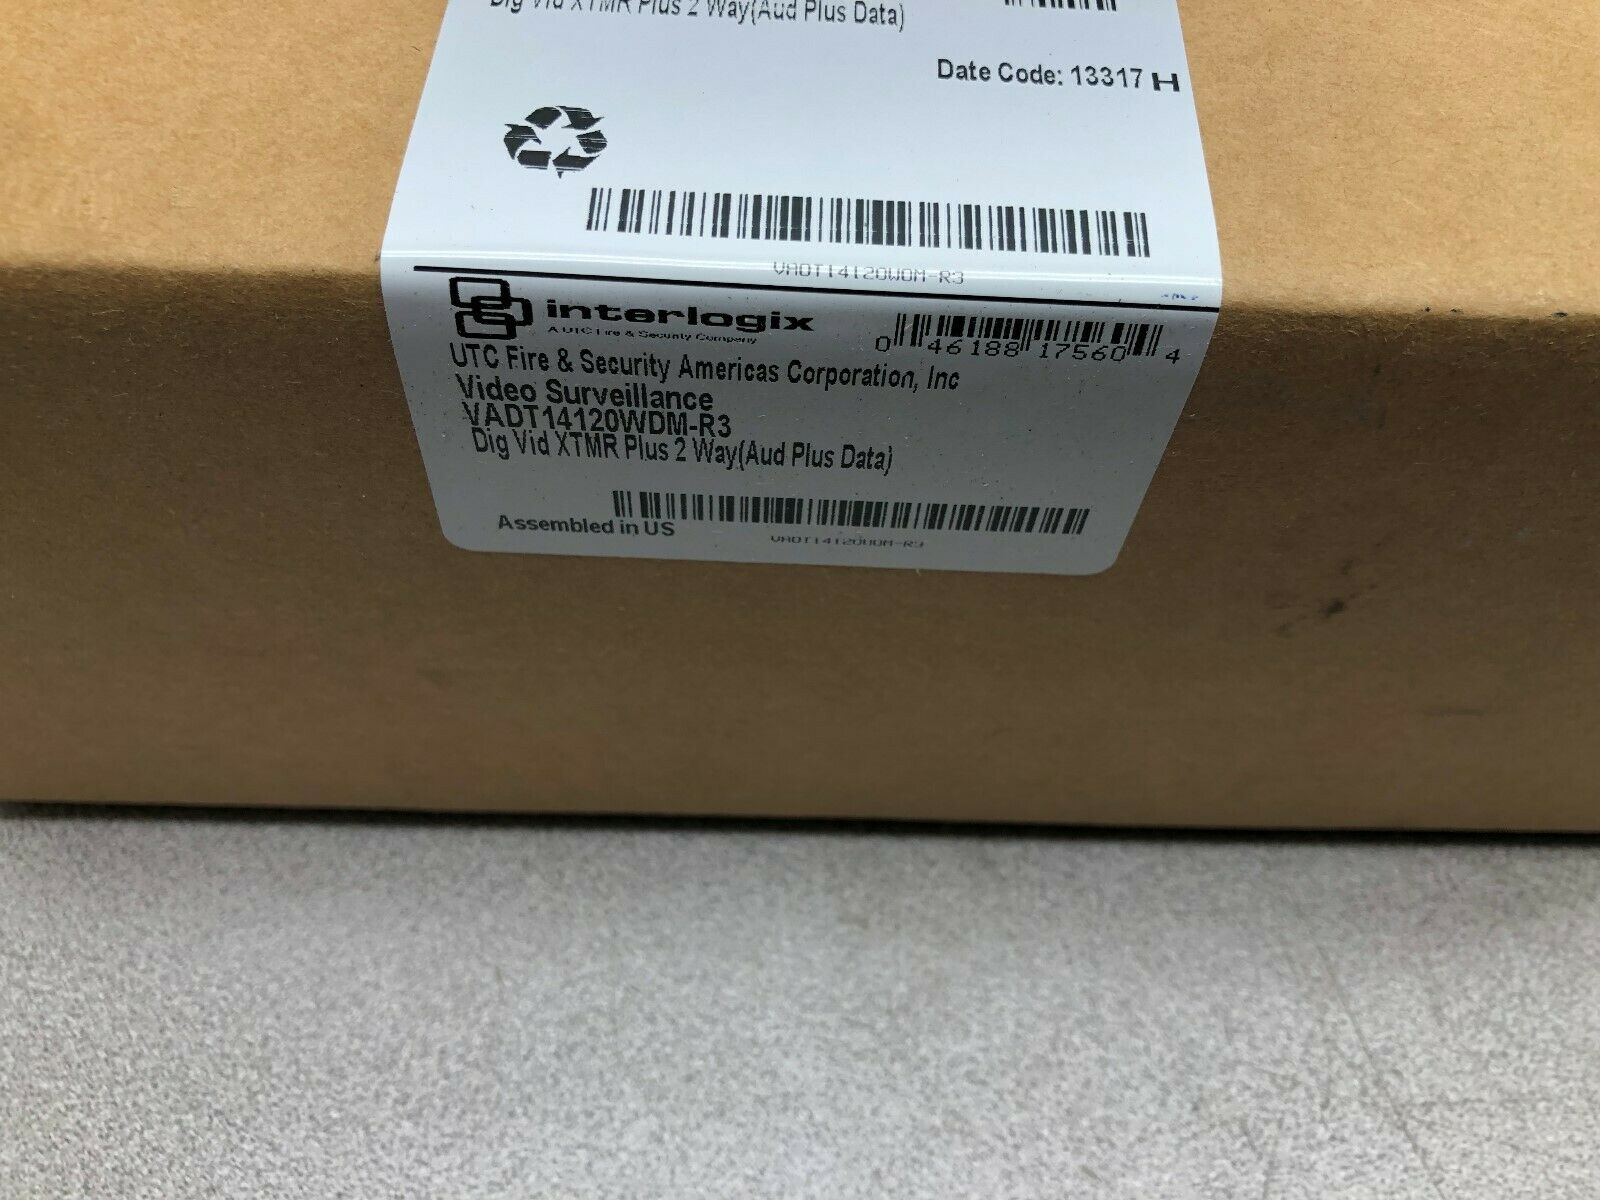 Dig Vid XTMR Plus 2 Way(Aud Plus Data)
Date Code: 13317 H
VADT14120WDM-R3
interlogix
A UTC Fire & Security Company
0 46188 17560 4
UTC Fire & Security Americas Corporation, Inc
Video Surveillance
VADT14120WDM-R3
Dig Vid XTMR Plus 2 Way(Aud Plus Data)
Assembled in US
VADT14120WDM-R3